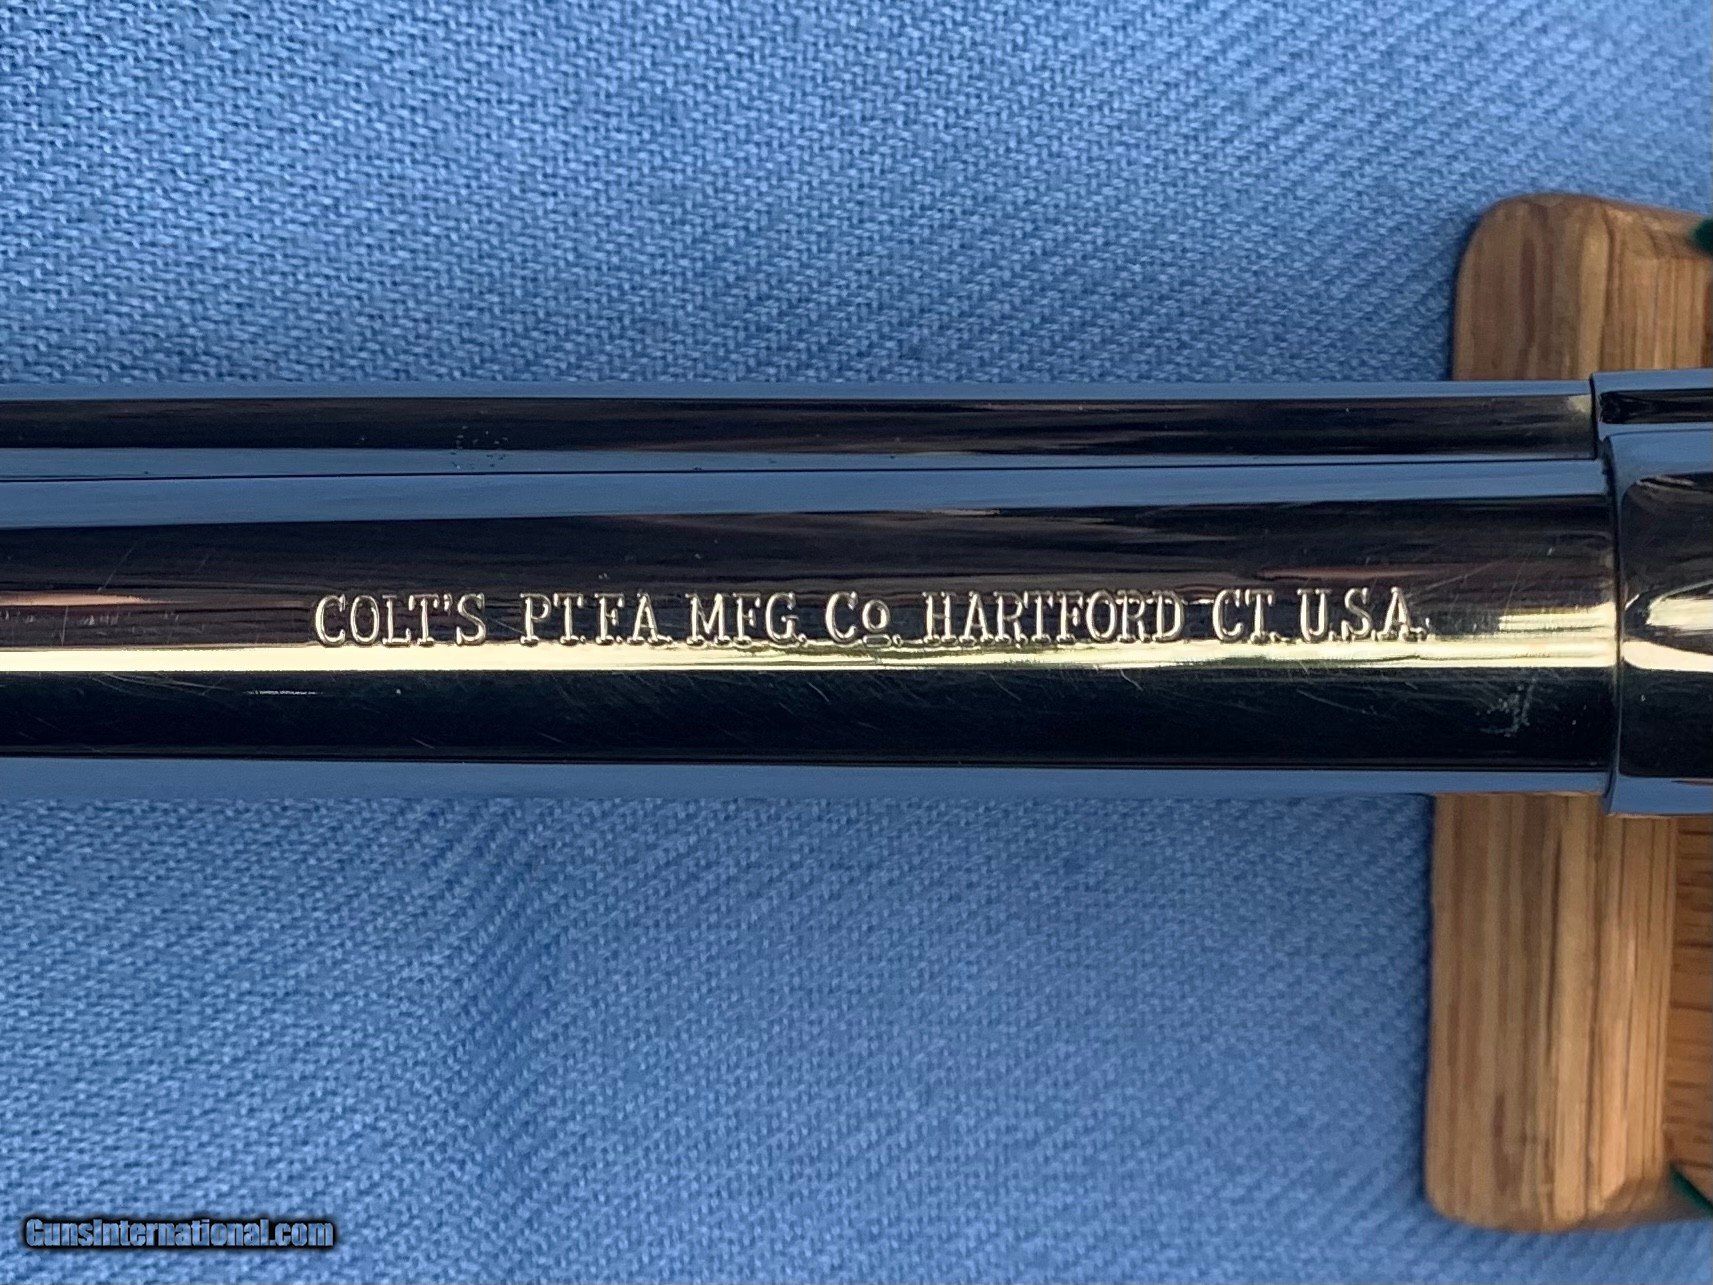 COLT'S PT.F.A. MFG. Co. HARTFORD CT. U.S.A.
GunsInternational.com